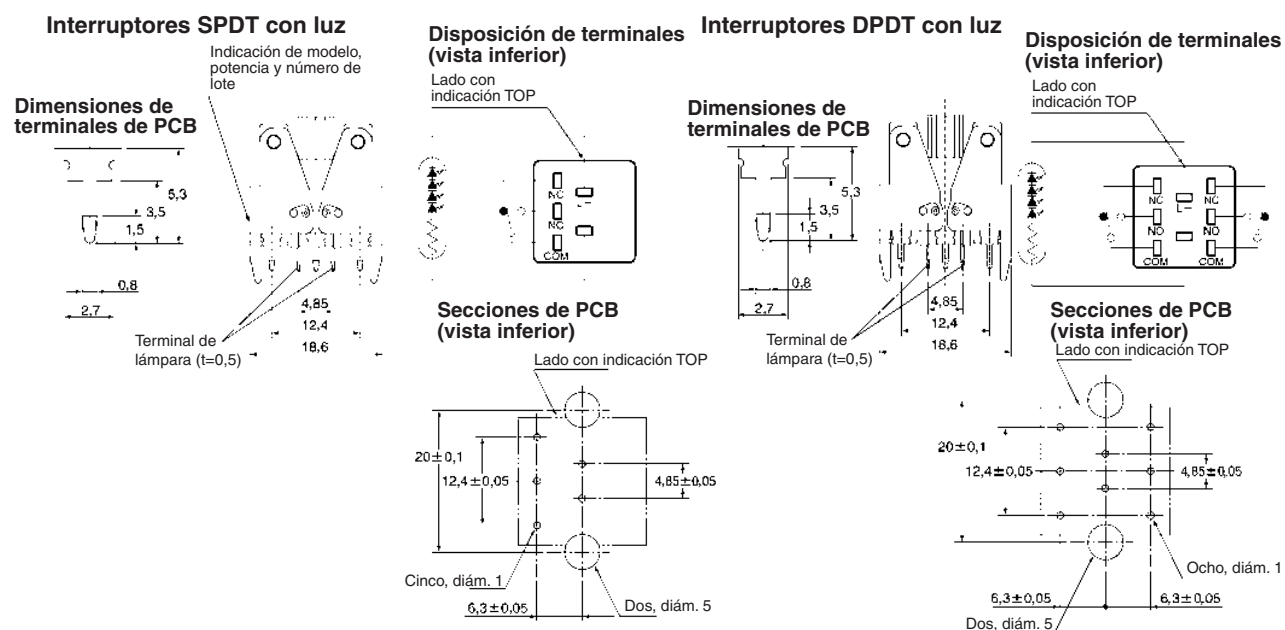 Interruptores SPDT con luz
Indicación de modelo,
potencia y número de
lote
Dimensiones de
terminales de PCB
5,3
3,5
1,5
0,8
2,7
4,85
12,4
18,6
Terminal de
lámpara (t=0,5)
Disposición de terminales
(vista inferior)
Lado con
indicación TOP
NC
NO
COM
L–
Secciones de PCB
(vista inferior)
Lado con indicación TOP
20±0,1
12,4±0,05
4,85±0,05
Cinco, diám. 1
6,3±0,05
Dos, diám. 5
Interruptores DPDT con luz
Dimensiones de
terminales de PCB
5,3
3,5
1,5
0,8
2,7
4,85
12,4
18,6
Terminal de
lámpara (t=0,5)
Disposición de terminales
(vista inferior)
Lado con
indicación TOP
NC
NC
L–
NO
NO
COM
COM
Secciones de PCB
(vista inferior)
Lado con indicación TOP
20±0,1
12,4±0,05
4,85±0,05
Ocho, diám. 1
6,3±0,05
6,3±0,05
Dos, diám. 5